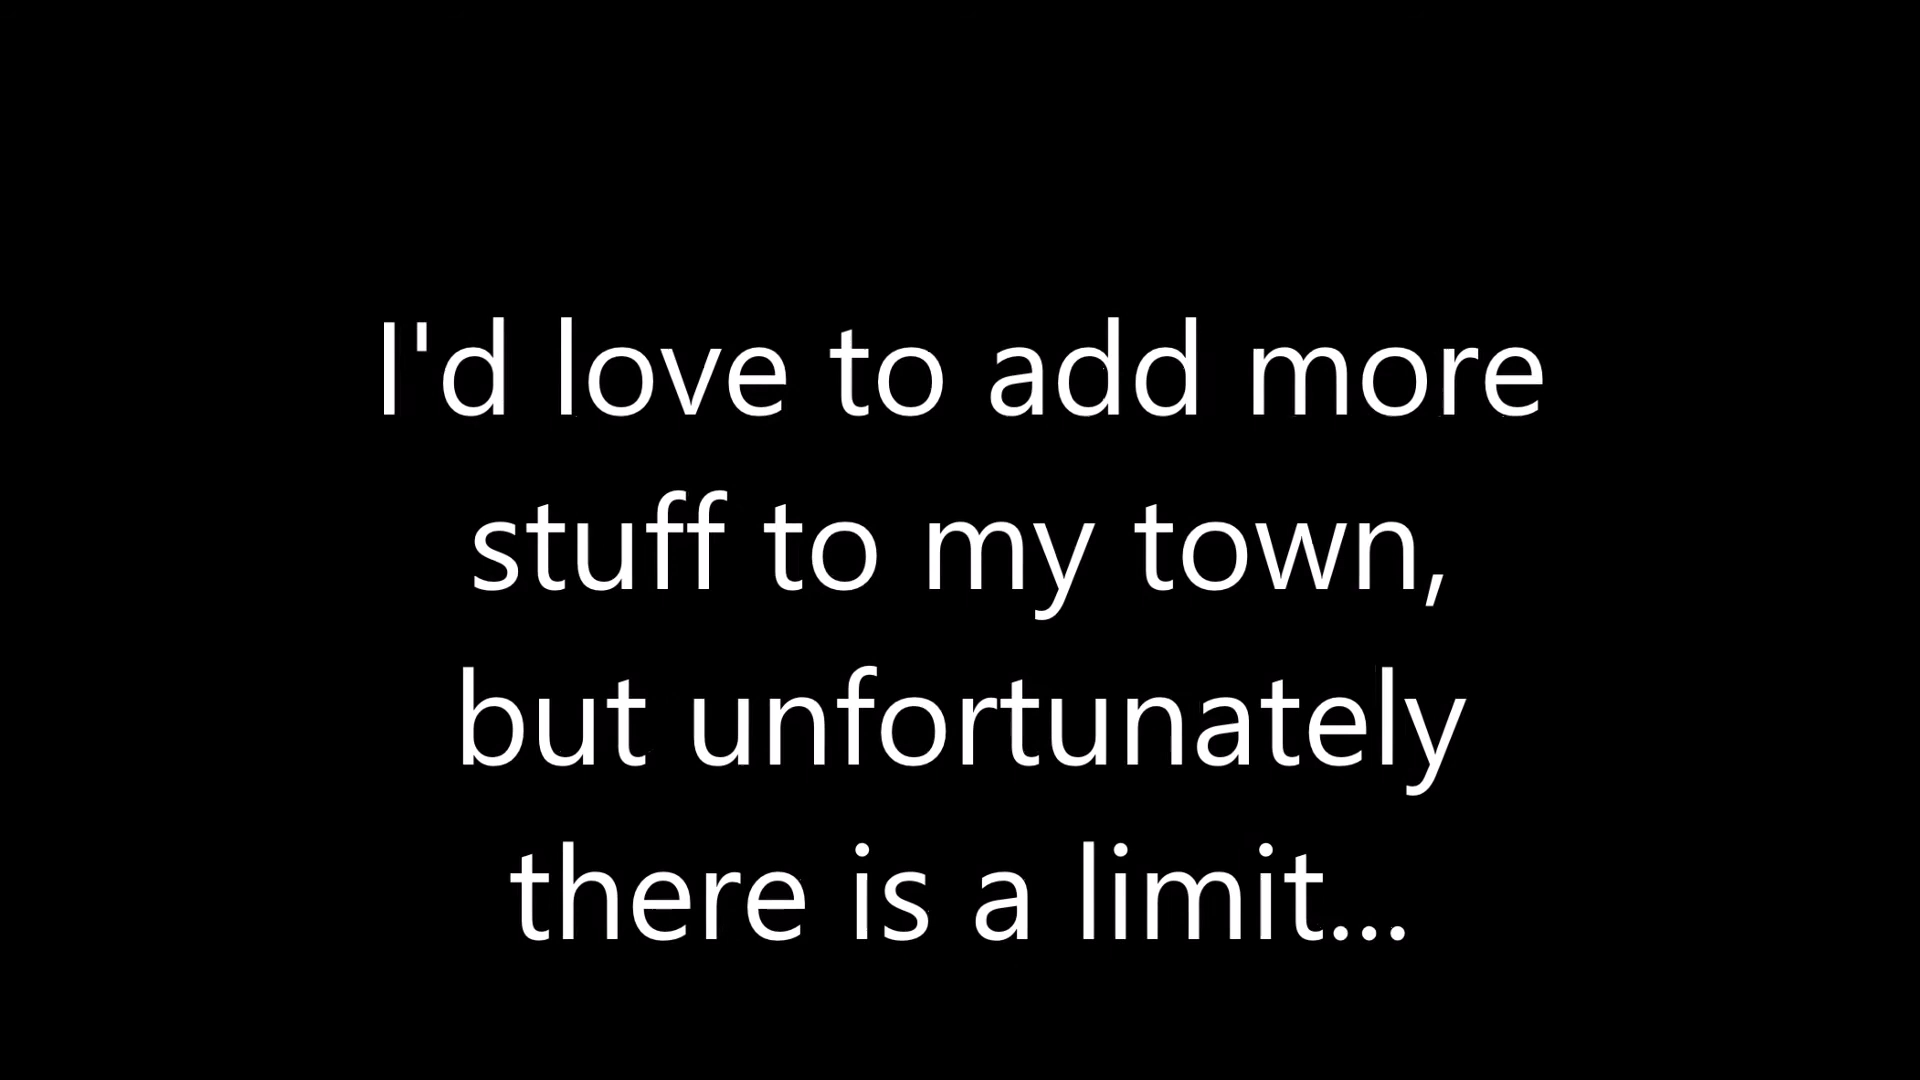 I'd love to add more
stuff to my town,
but unfortunately
there is a limit...